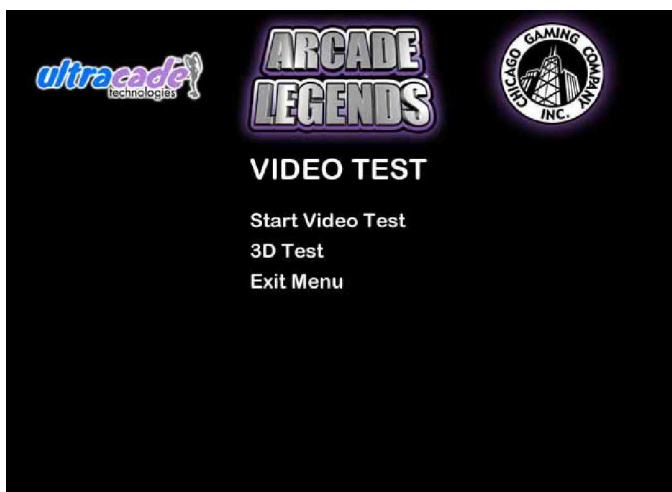 ultracade
technologies
ARCADE
LEGENDS
CHICAGO GAMING COMPANY
INC.
VIDEO TEST
Start Video Test
3D Test
Exit Menu